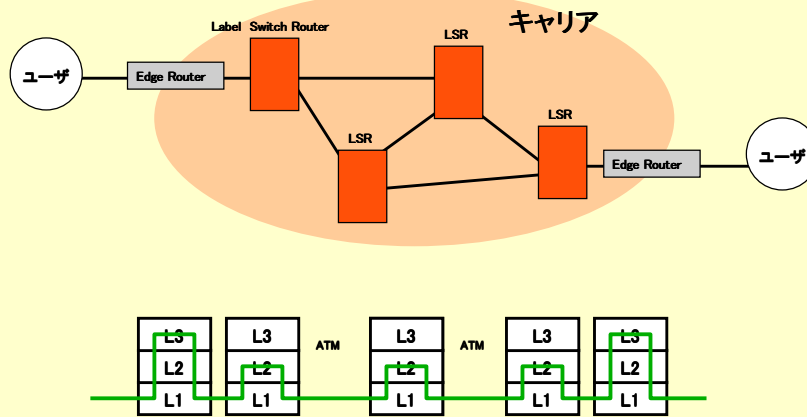 キャリア
Label Switch Router
LSR
ユーザ
Edge Router
LSR
LSR
ユーザ
Edge Router
L3
L3
ATM
L3
ATM
L3
L3
L2
L2
L2
L2
L2
L1
L1
L1
L1
L1